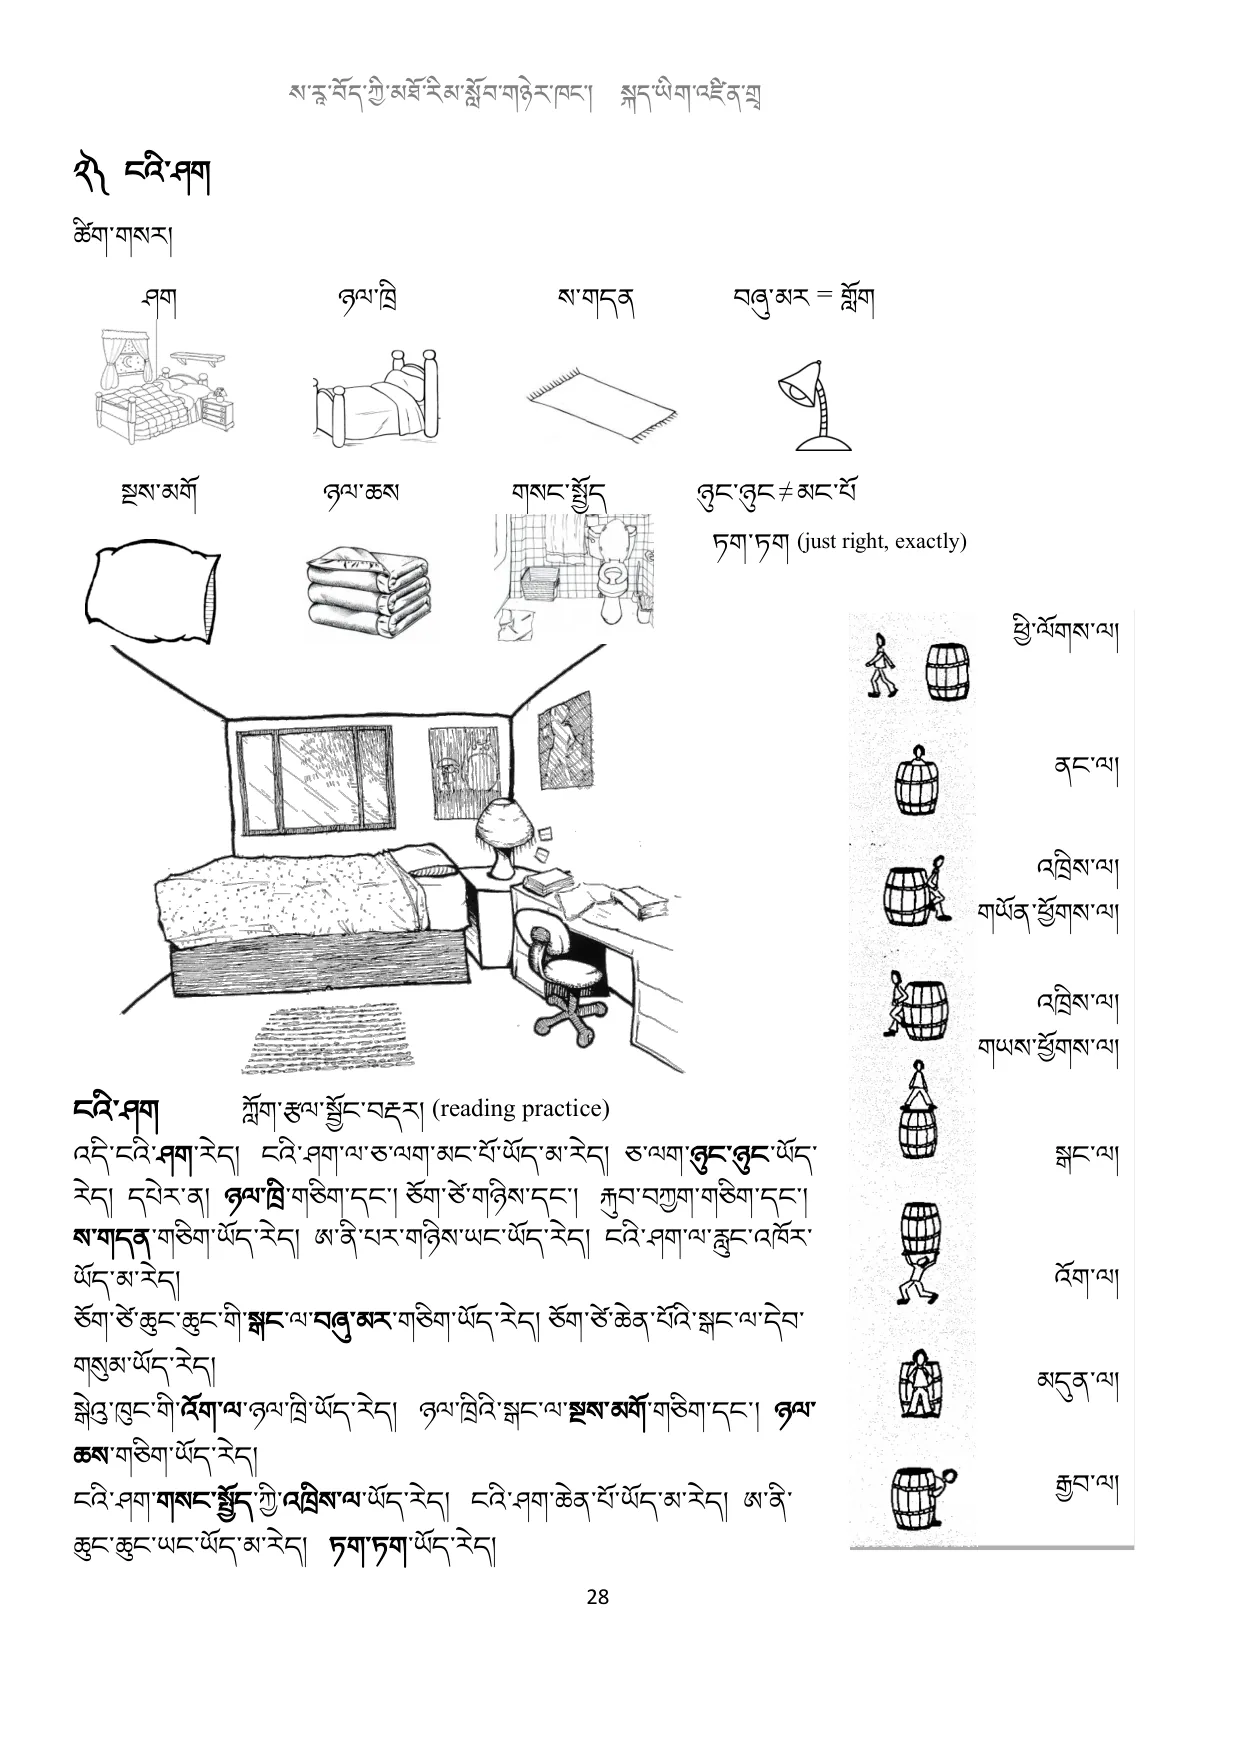 ས་རཱ་བོད་ཀྱི་མཐོ་རིམ་སློབ་གཉེར་ཁང་།   སྐད་ཡིག་འཛིན་གྲྭ
༢༽  ངའི་ཤག
ཚིག་གསར།
ཤག  ཉལ་ཁྲི  ས་གདན  བཞུ་མར = གློག
སྔས་མགོ  ཉལ་ཆས  གསང་སྤྱོད  ཉུང་ཉུང ≠ མང་པོ
ཏག་ཏག (just right, exactly)
ཕྱི་ལོགས་ལ།
ནང་ལ།
འཁྲིས་ལ།
གཡོན་ཕྱོགས་ལ།
འཁྲིས་ལ།
གཡས་ཕྱོགས་ལ།
སྒང་ལ།
འོག་ལ།
མདུན་ལ།
རྒྱབ་ལ།
ངའི་ཤག  ཀློག་རྩལ་སྦྱོང་བརྡར། (reading practice)
འདི་ངའི་ཤག་རེད།  ངའི་ཤག་ལ་ཅ་ལག་མང་པོ་ཡོད་མ་རེད།  ཅ་ལག་ཉུང་ཉུང་ཡོད་
རེད།  དཔེར་ན།  ཉལ་ཁྲི་གཅིག་དང་། ཅོག་ཙེ་གཉིས་དང་།  རྐུབ་བཀྱག་གཅིག་དང་།
ས་གདན་གཅིག་ཡོད་རེད།  ཨ་ནི་པར་གཉིས་ཡང་ཡོད་རེད།  ངའི་ཤག་ལ་རླུང་འཁོར་
ཡོད་མ་རེད།
ཅོག་ཙེ་ཆུང་ཆུང་གི་སྒང་ལ་བཞུ་མར་གཅིག་ཡོད་རེད། ཅོག་ཙེ་ཆེན་པོའི་སྒང་ལ་དེབ་
གསུམ་ཡོད་རེད།
སྒེའུ་ཁུང་གི་འོག་ལ་ཉལ་ཁྲི་ཡོད་རེད།  ཉལ་ཁྲིའི་སྒང་ལ་སྔས་མགོ་གཅིག་དང་།  ཉལ་
ཆས་གཅིག་ཡོད་རེད།
ངའི་ཤག་གསང་སྤྱོད་ཀྱི་འཁྲིས་ལ་ཡོད་རེད།  ངའི་ཤག་ཆེན་པོ་ཡོད་མ་རེད།  ཨ་ནི་
ཆུང་ཆུང་ཡང་ཡོད་མ་རེད།  ཏག་ཏག་ཡོད་རེད།
28